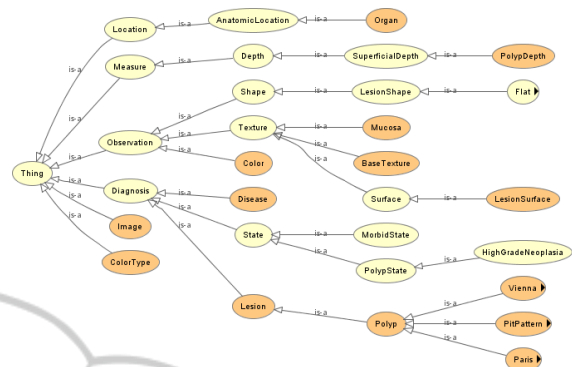 Location
is-a
AnatomicLocation
is-a
Organ
is-a
Measure
is-a
Depth
is-a
SuperficialDepth
is-a
PolypDepth
is-a
Shape
is-a
LesionShape
is-a
Flat
is-a
Observation
is-a
Texture
is-a
Mucosa
is-a
is-a
BaseTexture
is-a
Color
is-a
Surface
is-a
LesionSurface
Thing
is-a
Diagnosis
is-a
Disease
is-a
State
is-a
MorbidState
is-a
PolypState
is-a
HighGradeNeoplasia
is-a
Image
is-a
ColorType
is-a
Lesion
is-a
Polyp
is-a
Vienna
is-a
PitPattern
is-a
Paris